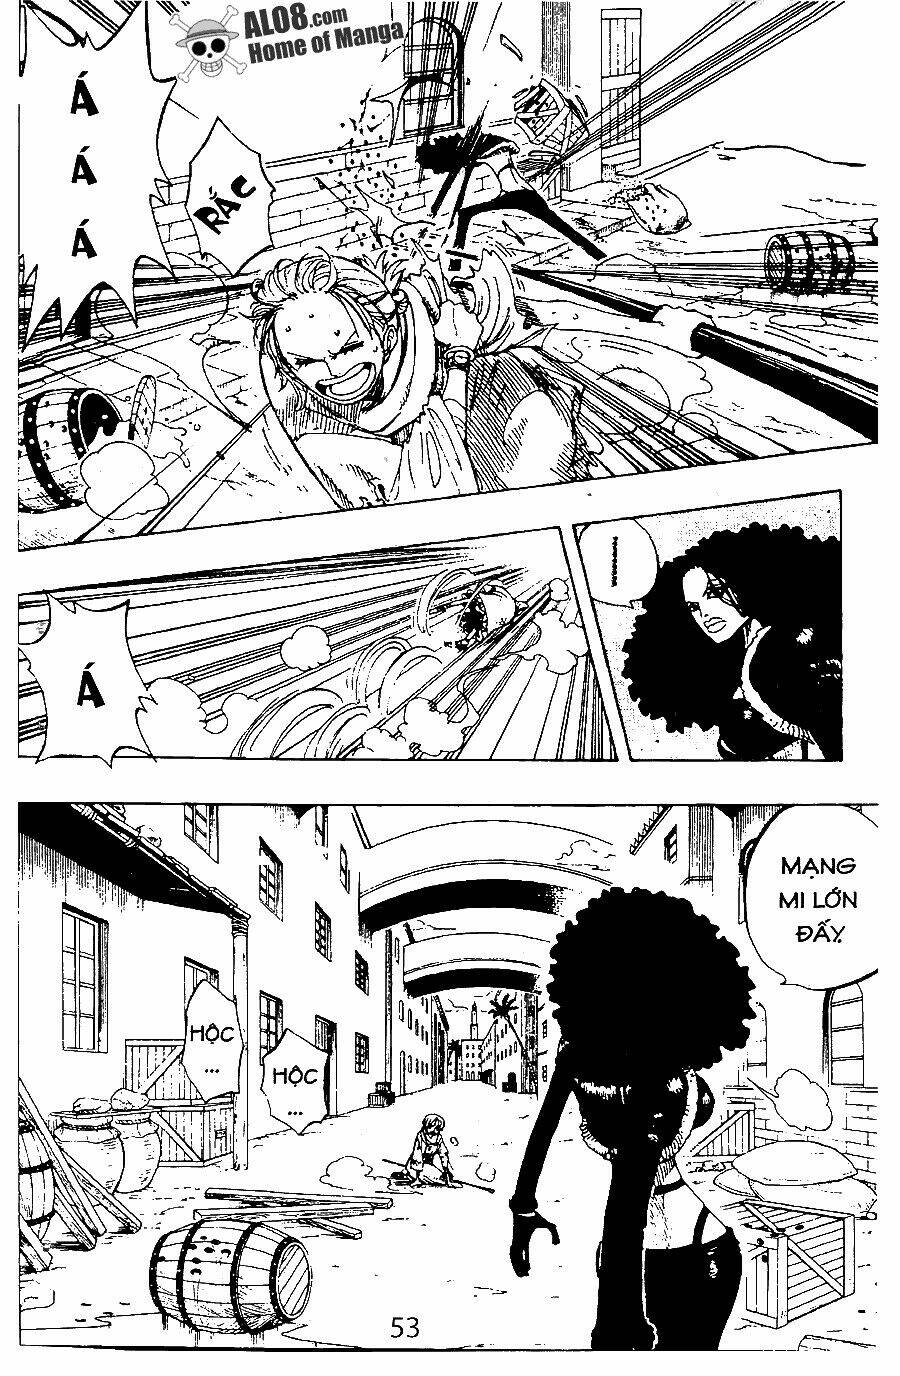 ALO8.com
Home of Manga
Á
Á
Á
RẮC
Á
............
MẠNG
MI LỚN
ĐẤY.
HỘC
...
HỘC
...
53